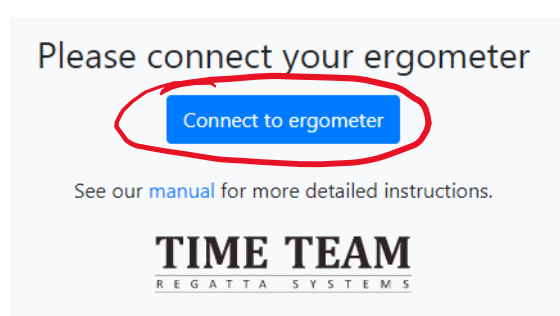 Please connect your ergometer
Connect to ergometer
See our manual for more detailed instructions.
TIME TEAM
REGATTA SYSTEMS